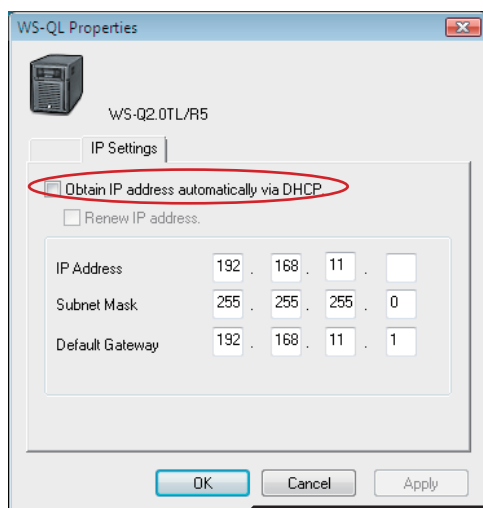 WS-QL Properties
WS-Q2.0TL/R5
IP Settings
Obtain IP address automatically via DHCP.
Renew IP address.
IP Address 192 . 168 . 11 .
Subnet Mask 255 . 255 . 255 . 0
Default Gateway 192 . 168 . 11 . 1
OK Cancel Apply